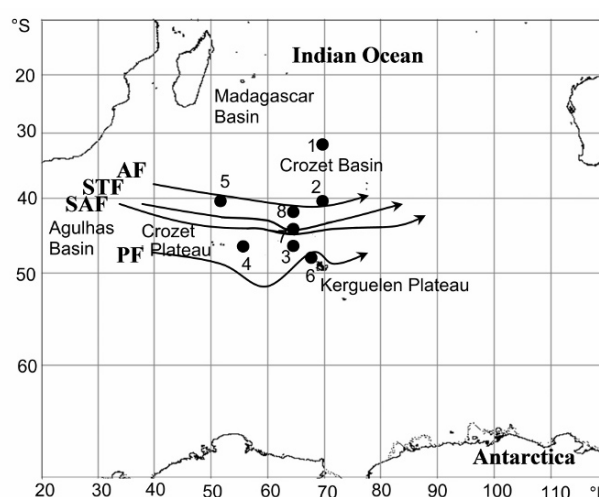 °S
Indian Ocean
20
Madagascar
Basin
30
1
Crozet Basin
AF
5
2
STF
40
SAF
8
Agulhas
Basin
Crozet
Plateau
7
PF
4
3
50
6
Kerguelen Plateau
60
Antarctica
20 30 40 50 60 70 80 90 100 110